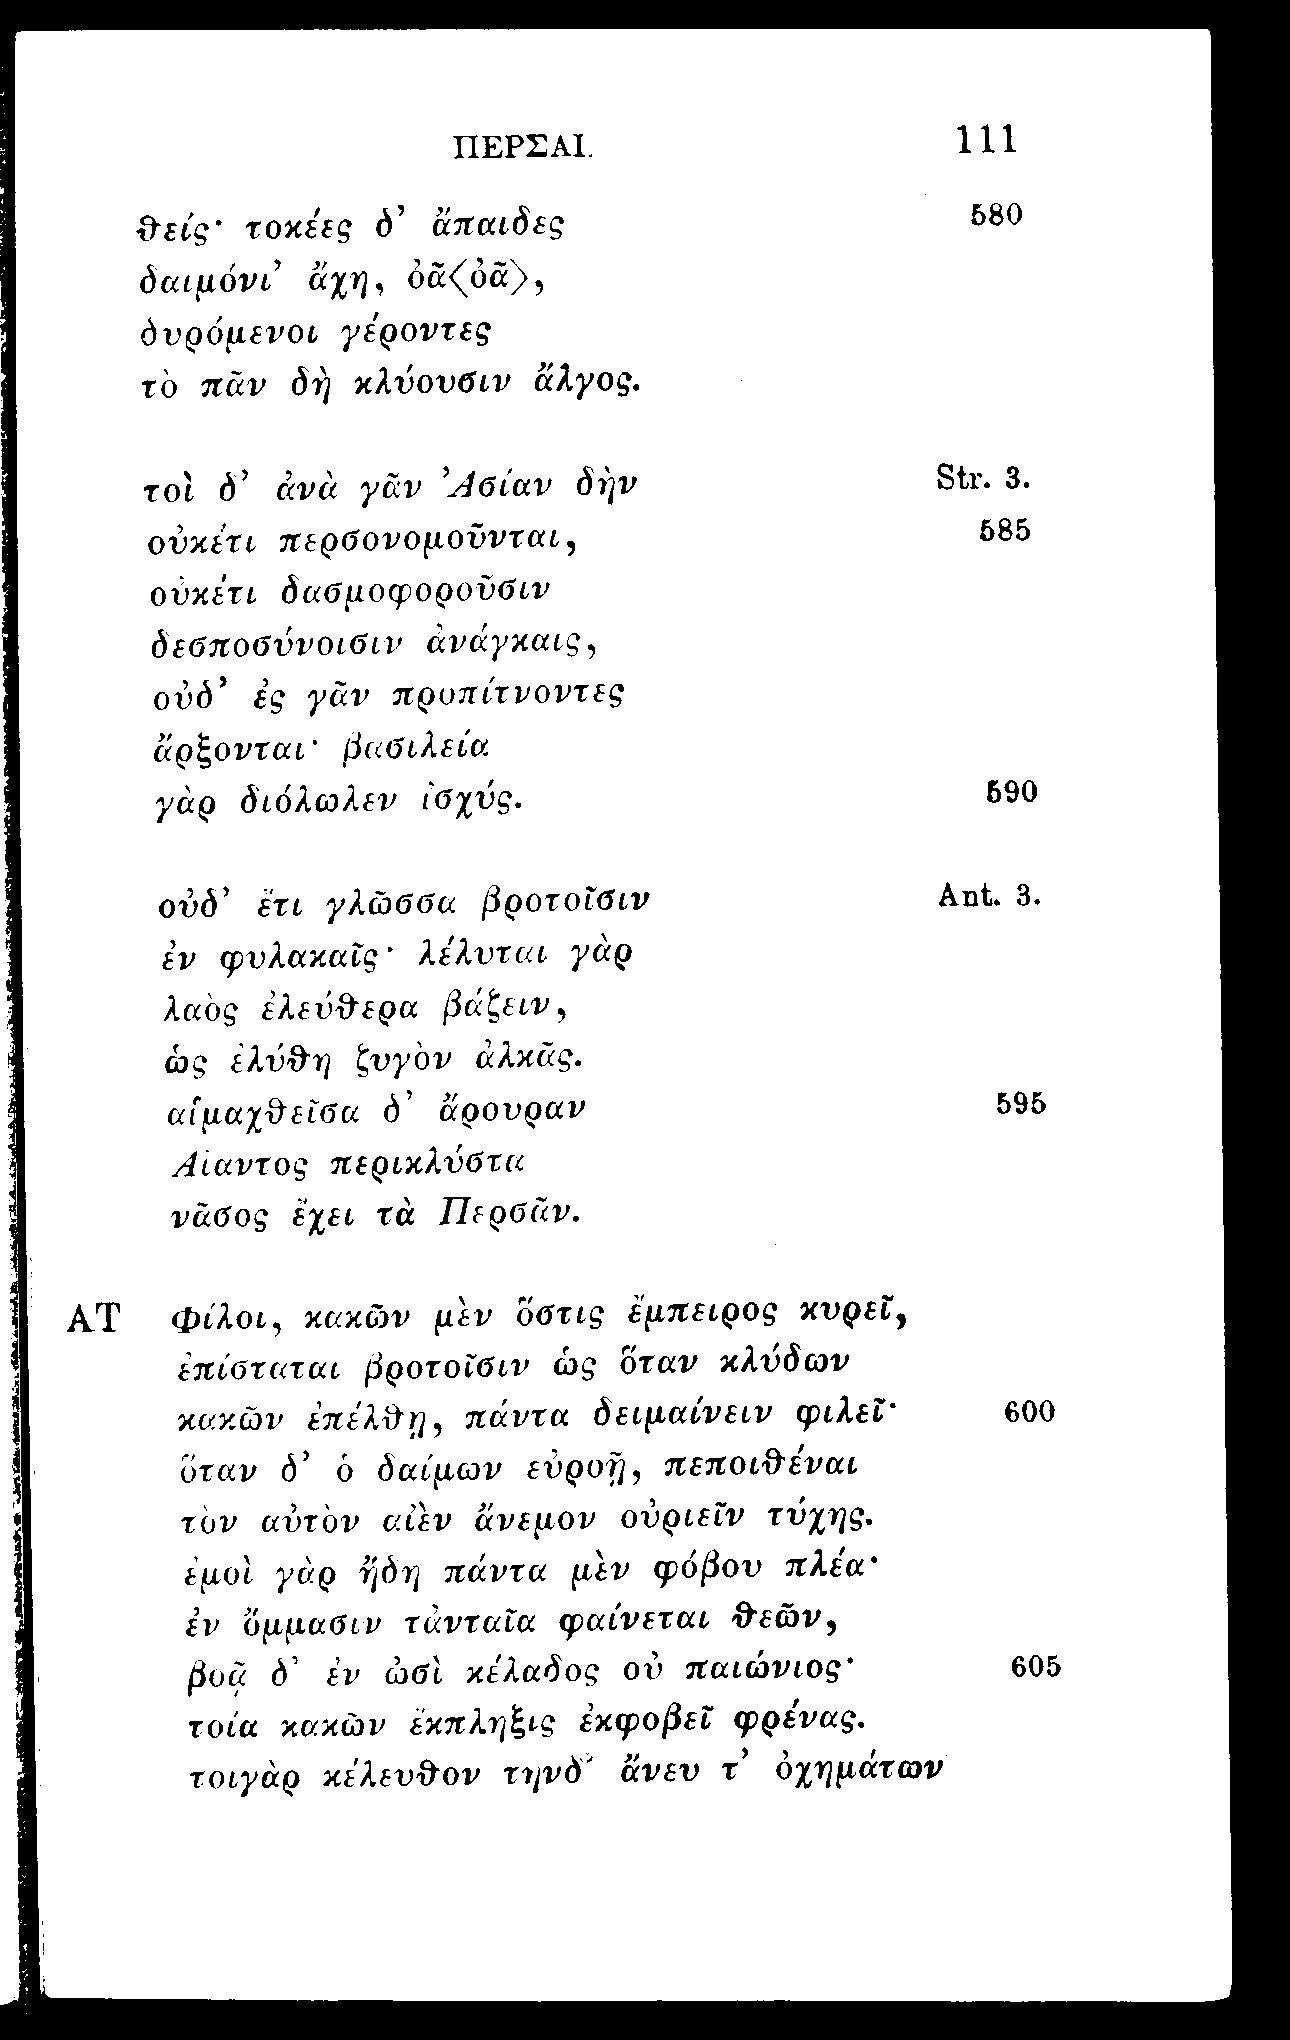 ΠΕΡΣΑΙ. 111
θείς· τοκέες δ’ ἄπαιδες 580
δαιμόνι’ ἄχη, ὀᾶ⟨ὀᾶ⟩,
δυρόμενοι γέροντες
τὸ πᾶν δὴ κλύουσιν ἄλγος.
τοὶ δ’ ἀνὰ γᾶν Ἀσίαν δὴν Str. 3.
οὐκέτι περσονομοῦνται, 585
οὐκέτι δασμοφοροῦσιν
δεσποσύνοισιν ἀνάγκαις,
οὐδ’ ἐς γᾶν προπίτνοντες
ἄρξονται· βασιλεία
γὰρ διόλωλεν ἰσχύς. 590
οὐδ’ ἔτι γλῶσσα βροτοῖσιν Ant. 3.
ἐν φυλακαῖς· λέλυται γὰρ
λαὸς ἐλεύθερα βάζειν,
ὡς ἐλύθη ζυγὸν ἀλκᾶς.
αἱμαχθεῖσα δ’ ἄρουραν 595
Αἴαντος περικλύστα
νᾶσος ἔχει τὰ Περσᾶν.
ΑΤ Φίλοι, κακῶν μὲν ὅστις ἔμπειρος κυρεῖ,
ἐπίσταται βροτοῖσιν ὡς ὅταν κλύδων
κακῶν ἐπέλθῃ, πάντα δειμαίνειν φιλεῖ· 600
ὅταν δ’ ὁ δαίμων εὐροῇ, πεποιθέναι
τὸν αὐτὸν αἰὲν ἄνεμον οὐριεῖν τύχης.
ἐμοὶ γὰρ ἤδη πάντα μὲν φόβου πλέα·
ἐν ὄμμασιν τἀνταῖα φαίνεται θεῶν,
βοᾷ δ’ ἐν ὠσὶ κέλαδος οὐ παιώνιος· 605
τοία κακῶν ἔκπληξις ἐκφοβεῖ φρένας.
τοιγὰρ κέλευθον τήνδ’ ἄνευ τ’ ὀχημάτων